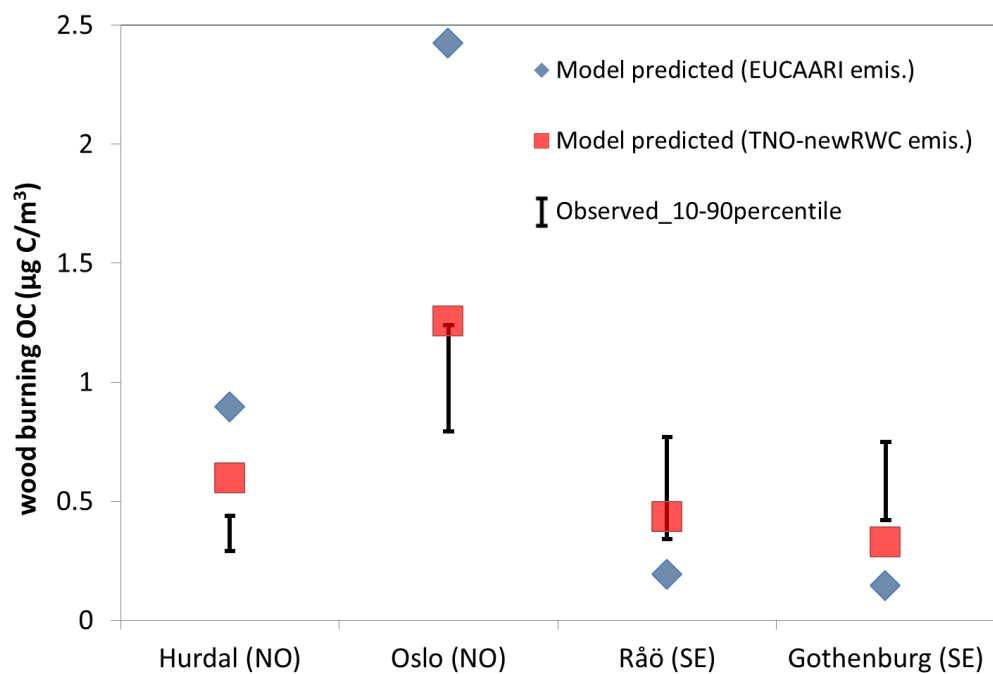 2.5
2
1.5
1
0.5
0
wood burning OC (µg C/m³)
Model predicted (EUCAARI emis.)
Model predicted (TNO-newRWC emis.)
Observed_10-90percentile
Hurdal (NO)
Oslo (NO)
Råö (SE)
Gothenburg (SE)